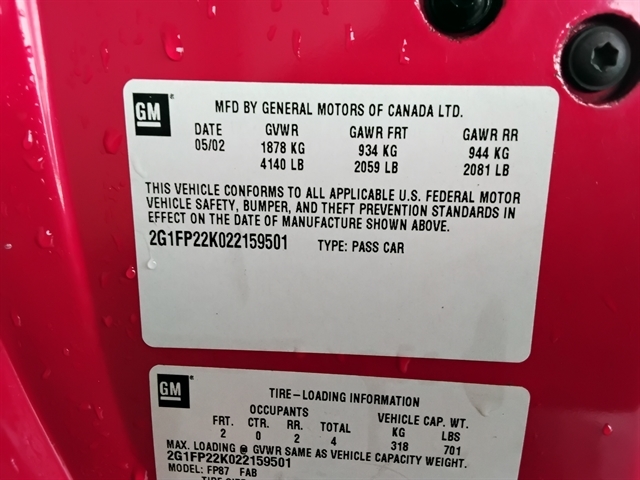 GM
MFD BY GENERAL MOTORS OF CANADA LTD.
DATE GVWR GAWR FRT GAWR RR
05/02 1878 KG 934 KG 944 KG
4140 LB 2059 LB 2081 LB
THIS VEHICLE CONFORMS TO ALL APPLICABLE U.S. FEDERAL MOTOR
VEHICLE SAFETY, BUMPER, AND THEFT PREVENTION STANDARDS IN
EFFECT ON THE DATE OF MANUFACTURE SHOWN ABOVE.
2G1FP22K022159501 TYPE: PASS CAR
GM
TIRE-LOADING INFORMATION
OCCUPANTS VEHICLE CAP. WT.
FRT. CTR. RR. TOTAL KG LBS
2 0 2 4 318 701
MAX. LOADING @ GVWR SAME AS VEHICLE CAPACITY WEIGHT.
2G1FP22K022159501
MODEL: FP87 FAB